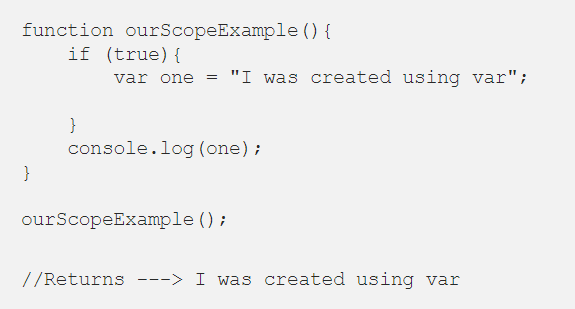 function ourScopeExample(){
    if (true){
        var one = "I was created using var";
    }
    console.log(one);
}
ourScopeExample();
//Returns ---> I was created using var